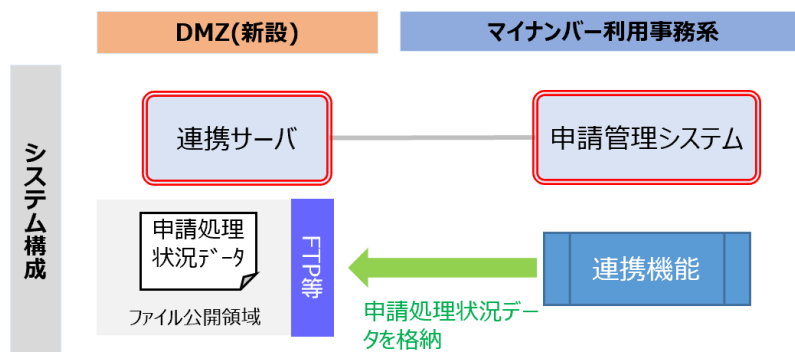 DMZ(新設)
マイナンバー利用事務系
システム構成
連携サーバ
申請管理システム
申請処理
状況ﾃﾞｰﾀ
ファイル公開領域
FTP等
連携機能
申請処理状況デー
タを格納